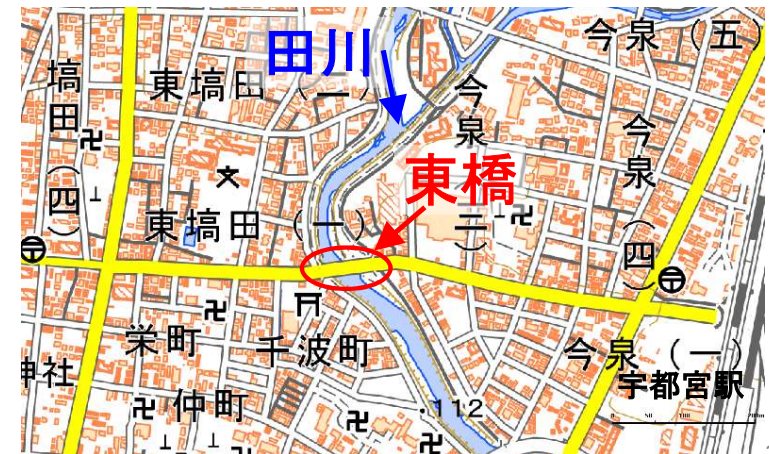 田川
今泉（五）
塙田（四）
東塙田（二）
今泉（三）
今泉（四）
東橋
東塙田（一）
栄町
千波町
今泉（一）
神社
宇都宮駅
仲町
・112